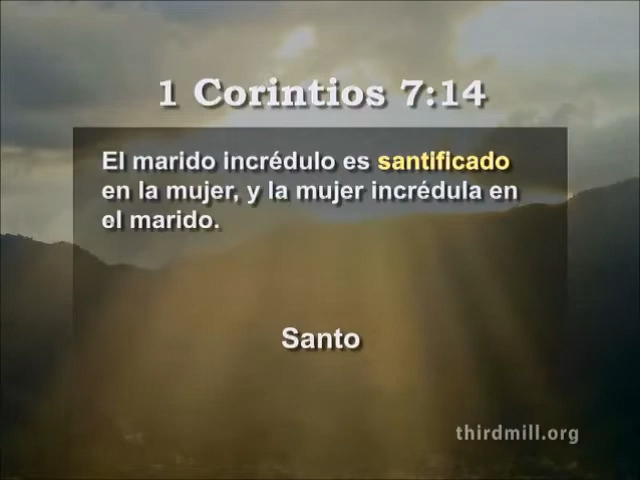 1 Corintios 7:14
El marido incrédulo es santificado
en la mujer, y la mujer incrédula en
el marido.
Santo
thirdmill.org